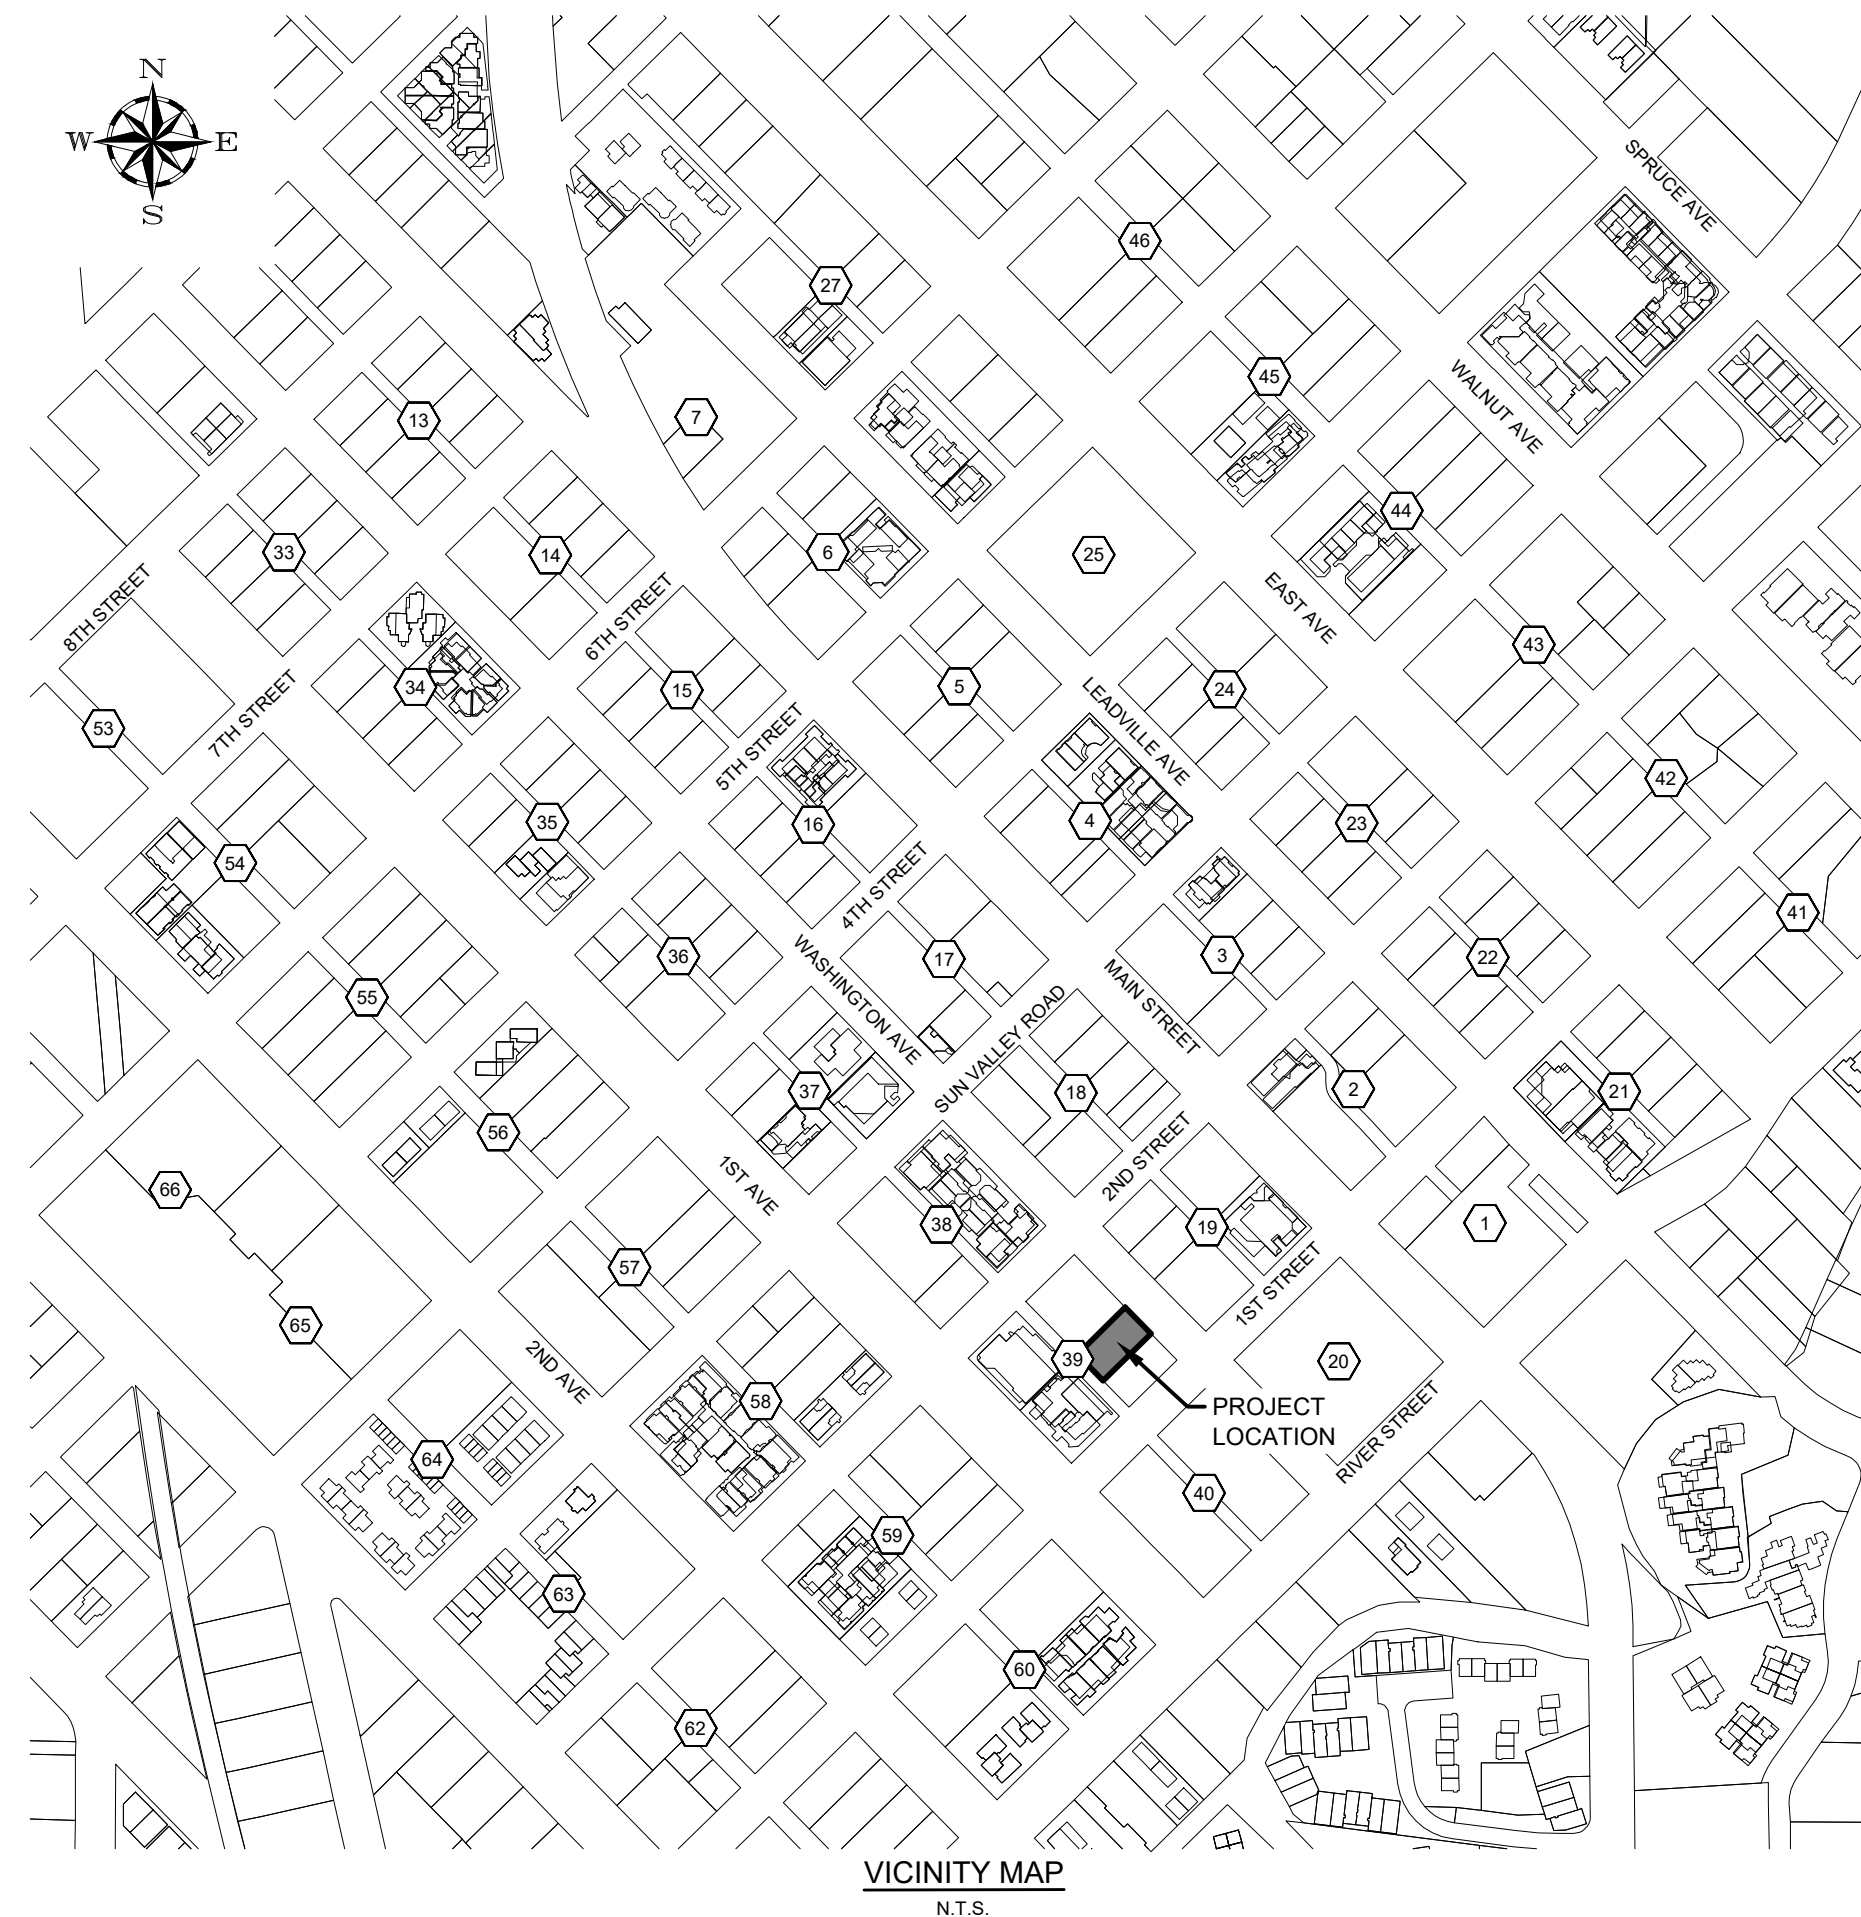 N
W E
S
SPRUCE AVE
46
27
WALNUT AVE
45
13
7
44
33
14
6
25
8TH STREET
6TH STREET
EAST AVE
43
34
15
5
24
7TH STREET
LEADVILLE AVE
53
5TH STREET
42
54
35
16
4
23
4TH STREET
41
36
WASHINGTON AVE
17
3
22
MAIN STREET
55
SUN VALLEY ROAD
37
18
2
21
56
2ND STREET
1ST AVE
66
38
19
1
57
1ST STREET
65
39
20
2ND AVE
58
PROJECT
LOCATION
RIVER STREET
64
40
59
63
60
62
VICINITY MAP
N.T.S.